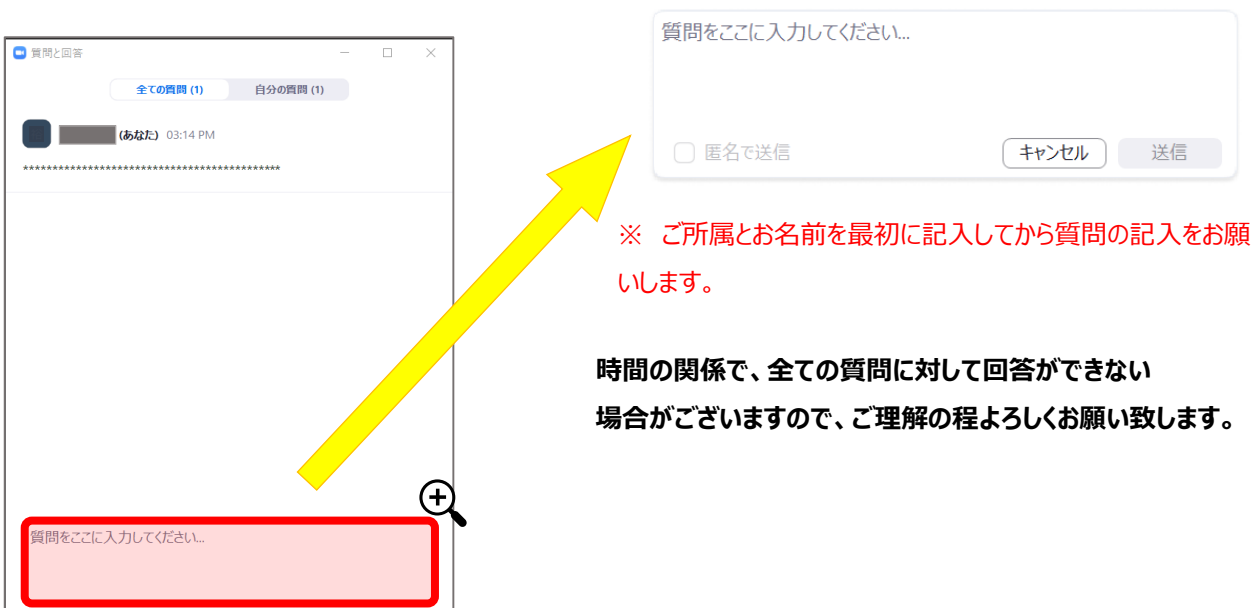 質問と回答
全ての質問 (1) 自分の質問 (1)
(あなた) 03:14 PM
********************************************
質問をここに入力してください...
質問をここに入力してください...
匿名で送信 キャンセル 送信
※ ご所属とお名前を最初に記入してから質問の記入をお願
いします。
時間の関係で、全ての質問に対して回答ができない
場合がございますので、ご理解の程よろしくお願い致します。